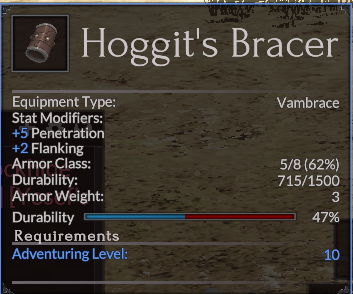 Hoggit's Bracer
Equipment Type: Vambrace
Stat Modifiers:
+5 Penetration
+2 Flanking
Armor Class: 5/8 (62%)
Durability: 715/1500
Armor Weight: 3
Durability 47%
Requirements
Adventuring Level: 10